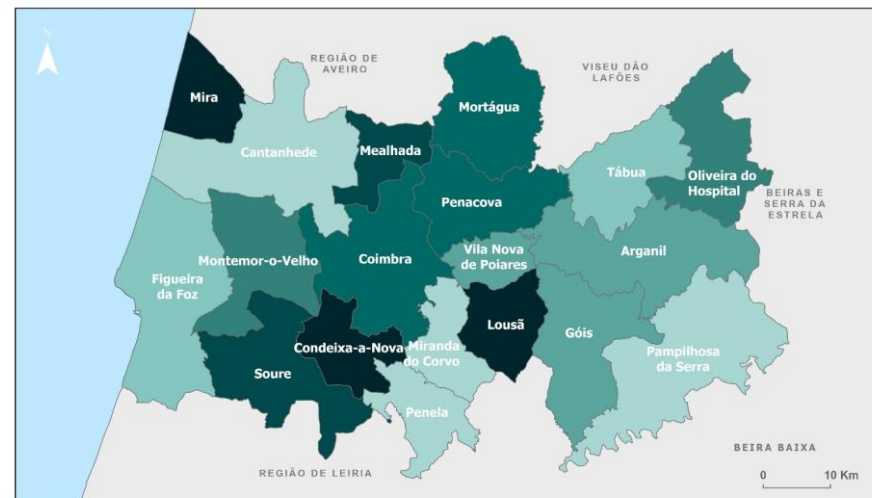 N
REGIÃO DE
AVEIRO
VISEU DÃO
LAFÕES
Mira
Mortágua
Cantanhede
Mealhada
Tábua
Oliveira do
Hospital
BEIRAS E
SERRA DA
ESTRELA
Penacova
Montemor-o-Velho
Coimbra
Vila Nova
de Poiares
Arganil
Figueira
da Foz
Lousã
Góis
Condeixa-a-Nova
Miranda
do Corvo
Soure
Pampilhosa
da Serra
Penela
REGIÃO DE LEIRIA
BEIRA BAIXA
0 10 Km